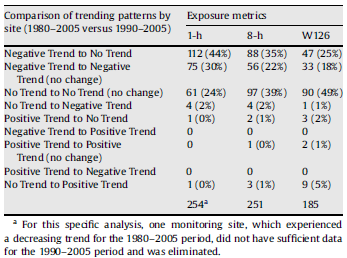 Comparison of trending patterns by site (1980–2005 versus 1990–2005) Exposure metrics
1-h 8-h W126
Negative Trend to No Trend 112 (44%) 88 (35%) 47 (25%)
Negative Trend to Negative Trend (no change) 75 (30%) 56 (22%) 33 (18%)
No Trend to No Trend (no change) 61 (24%) 97 (39%) 90 (49%)
No Trend to Negative Trend 4 (2%) 4 (2%) 1 (1%)
Positive Trend to No Trend 1 (0%) 2 (1%) 3 (2%)
Negative Trend to Positive Trend 0 0 0
Positive Trend to Positive Trend (no change) 0 1 (0%) 2 (1%)
Positive Trend to Negative Trend 0 0 0
No Trend to Positive Trend 1 (0%) 3 (1%) 9 (5%)
254a 251 185
a For this specific analysis, one monitoring site, which experienced
a decreasing trend for the 1980–2005 period, did not have sufficient data
for the 1990–2005 period and was eliminated.